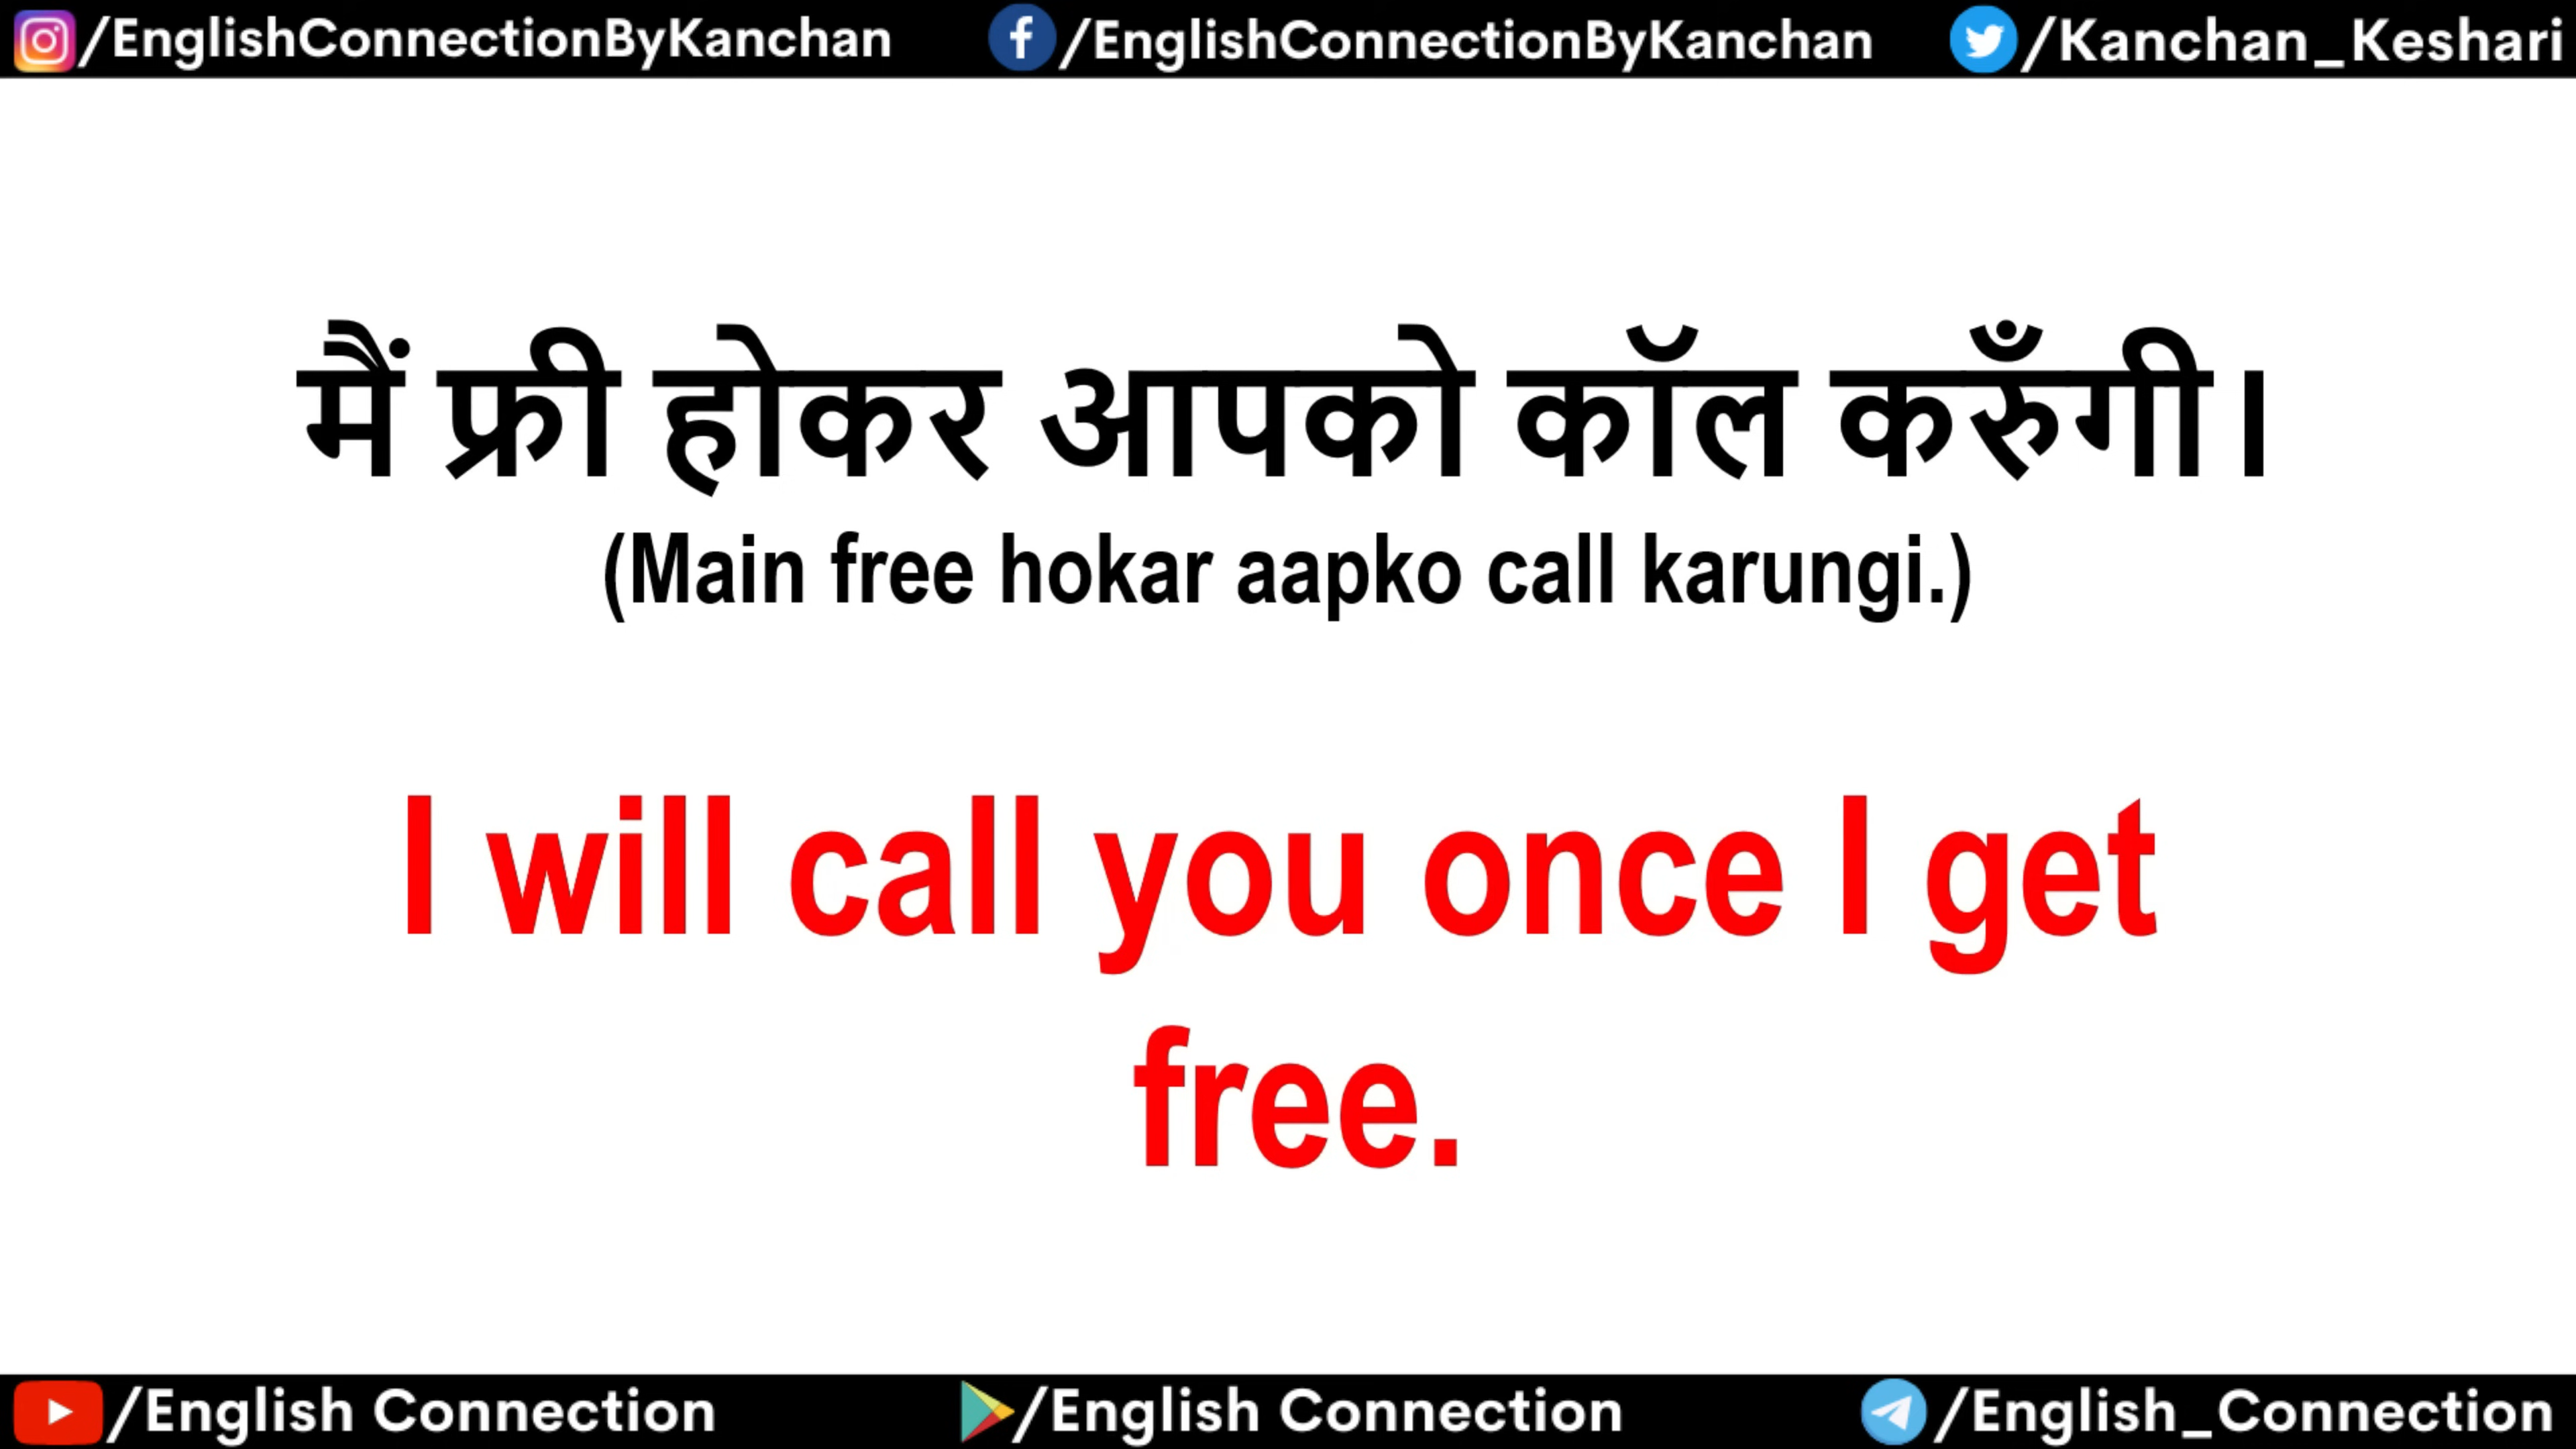 /EnglishConnectionByKanchan /EnglishConnectionByKanchan /Kanchan_Keshari
मैं फ्री होकर आपको कॉल करुँगी।
(Main free hokar aapko call karungi.)
I will call you once I get
free.
/English Connection /English Connection /English_Connection